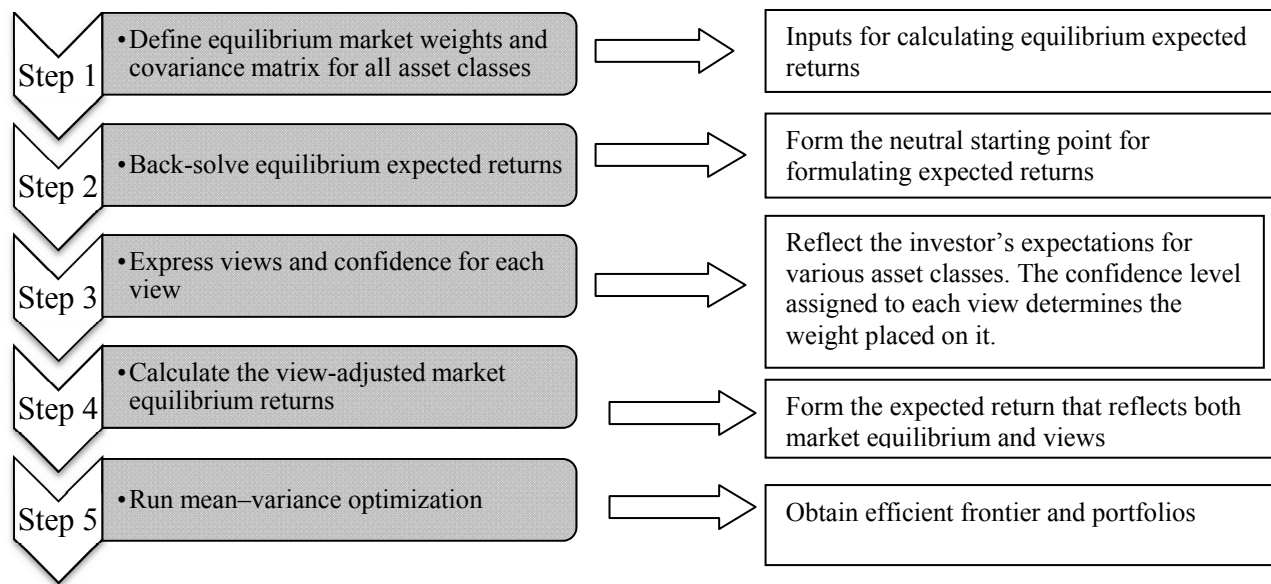 Step 1
•Define equilibrium market weights and
covariance matrix for all asset classes
Inputs for calculating equilibrium expected
returns
Step 2
•Back-solve equilibrium expected returns
Form the neutral starting point for
formulating expected returns
Step 3
•Express views and confidence for each
view
Reflect the investor’s expectations for
various asset classes. The confidence level
assigned to each view determines the
weight placed on it.
Step 4
•Calculate the view-adjusted market
equilibrium returns
Form the expected return that reflects both
market equilibrium and views
Step 5
•Run mean–variance optimization
Obtain efficient frontier and portfolios